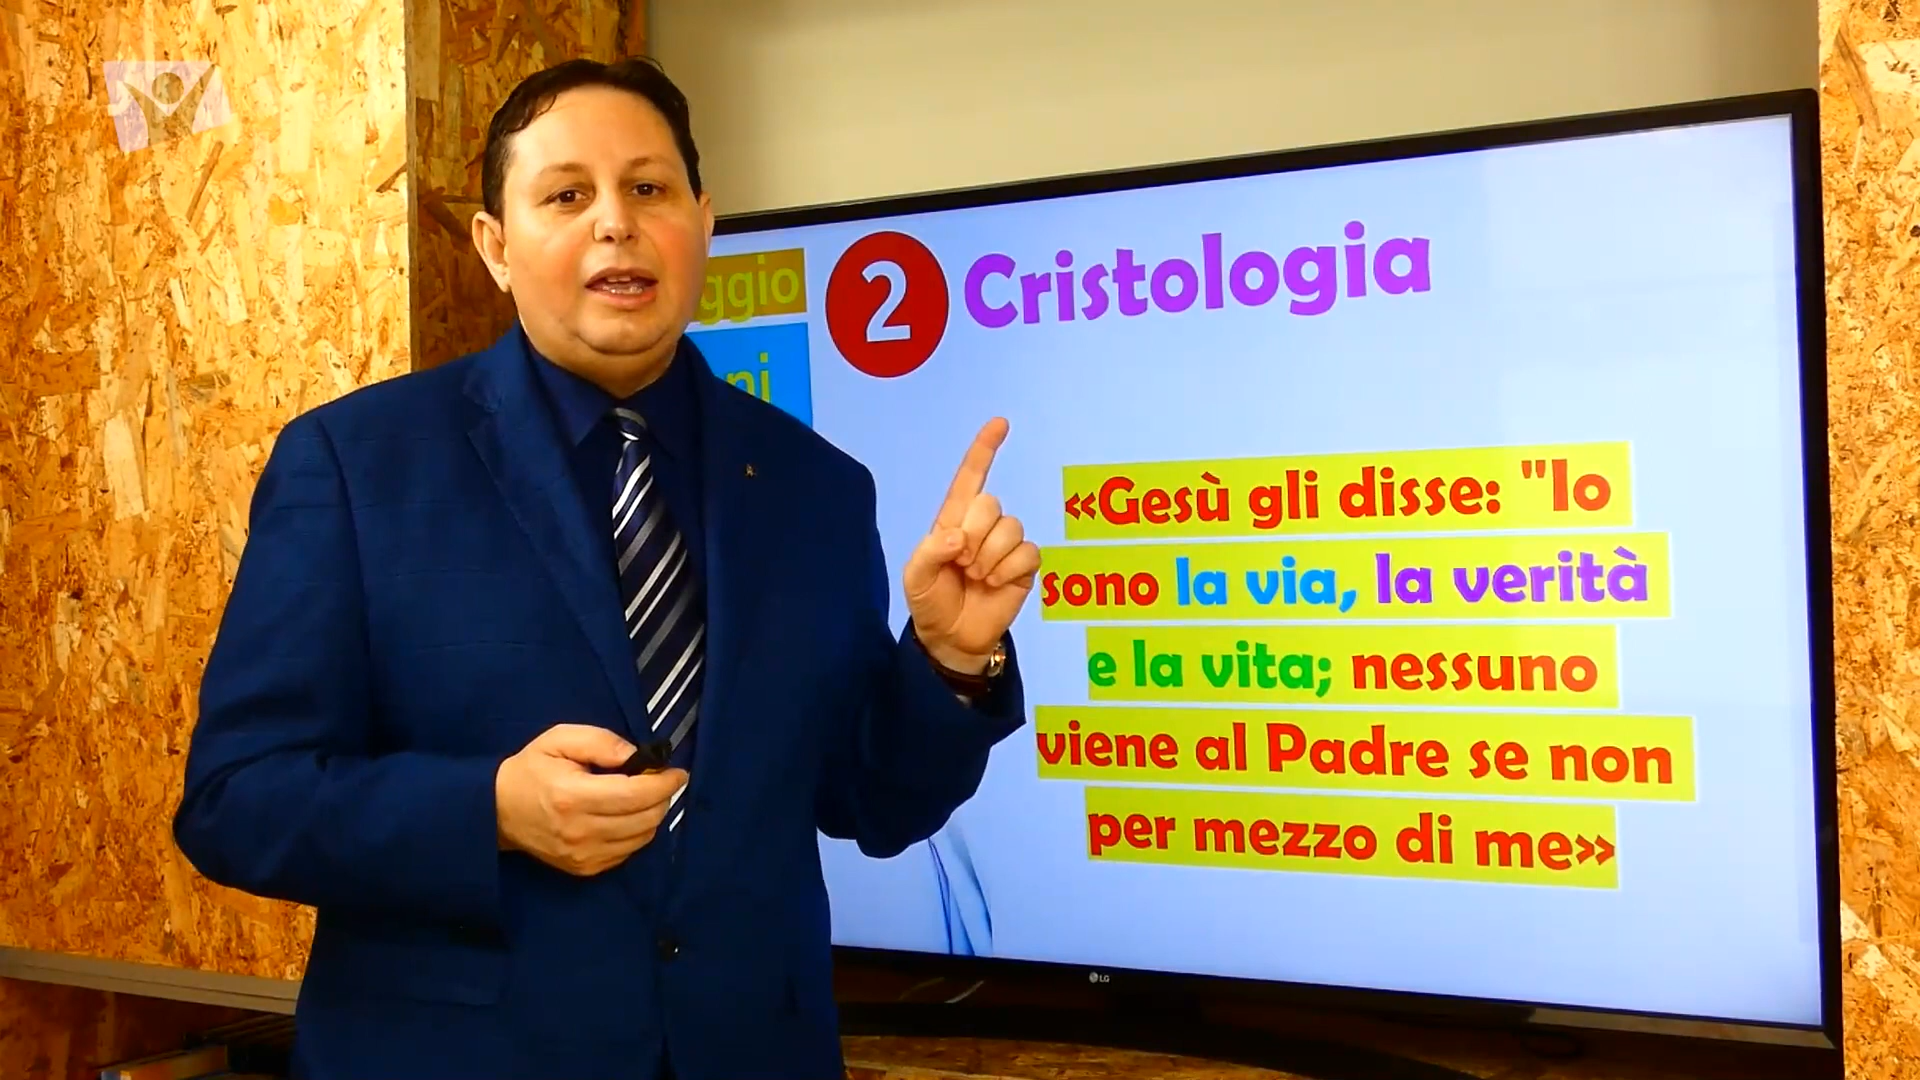 2 Cristologia
«Gesù gli disse: "Io
sono la via, la verità
e la vita; nessuno
viene al Padre se non
per mezzo di me»
LG